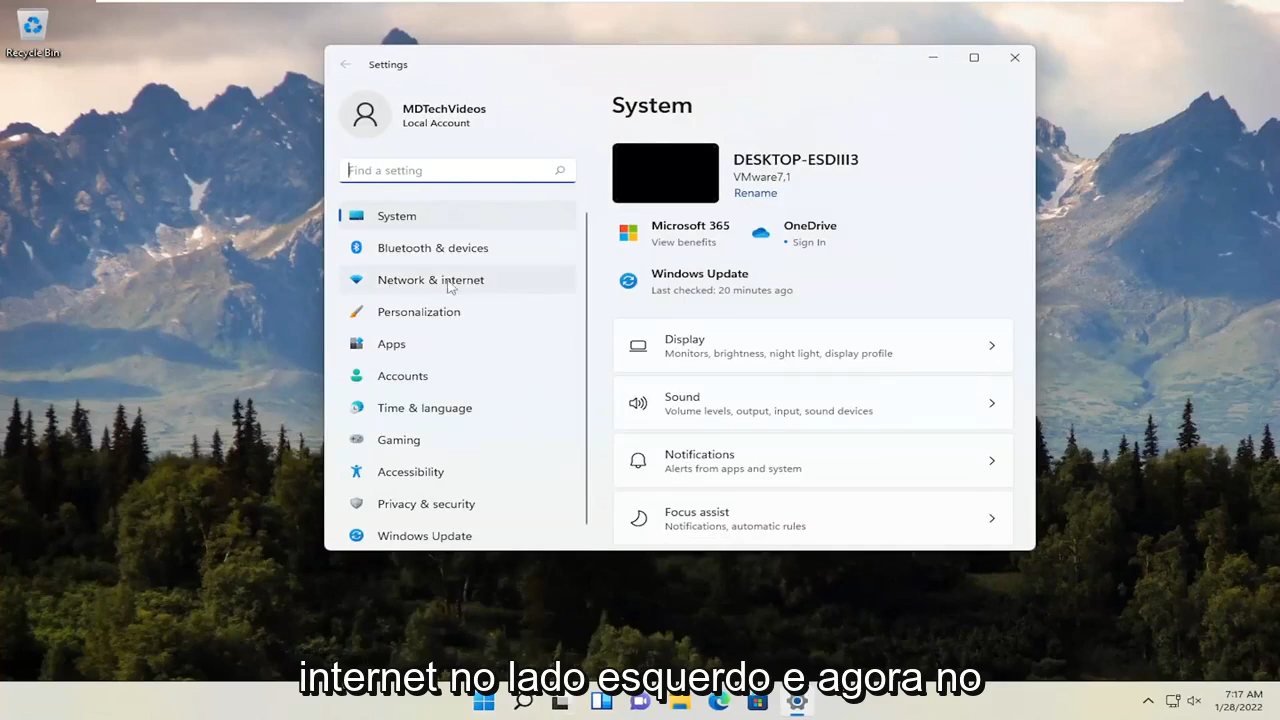 Recycle Bin
Settings
MDTechVideos
Local Account
Find a setting
System
Bluetooth & devices
Network & internet
Personalization
Apps
Accounts
Time & language
Gaming
Accessibility
Privacy & security
Windows Update
System
DESKTOP-ESDIII3
VMware7,1
Rename
Microsoft 365
View benefits
OneDrive
• Sign In
Windows Update
Last checked: 20 minutes ago
Display
Monitors, brightness, night light, display profile
Sound
Volume levels, output, input, sound devices
Notifications
Alerts from apps and system
Focus assist
Notifications, automatic rules
internet no lado esquerdo e agora no
7:17 AM
1/28/2022